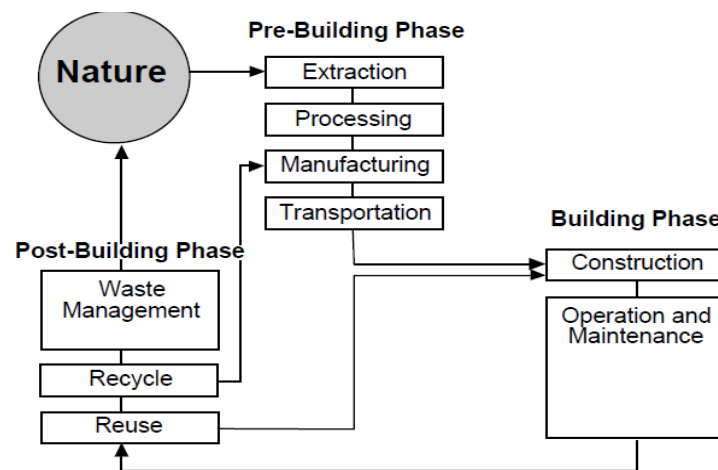 Nature
Pre-Building Phase
Extraction
Processing
Manufacturing
Transportation
Building Phase
Construction
Operation and
Maintenance
Post-Building Phase
Waste
Management
Recycle
Reuse